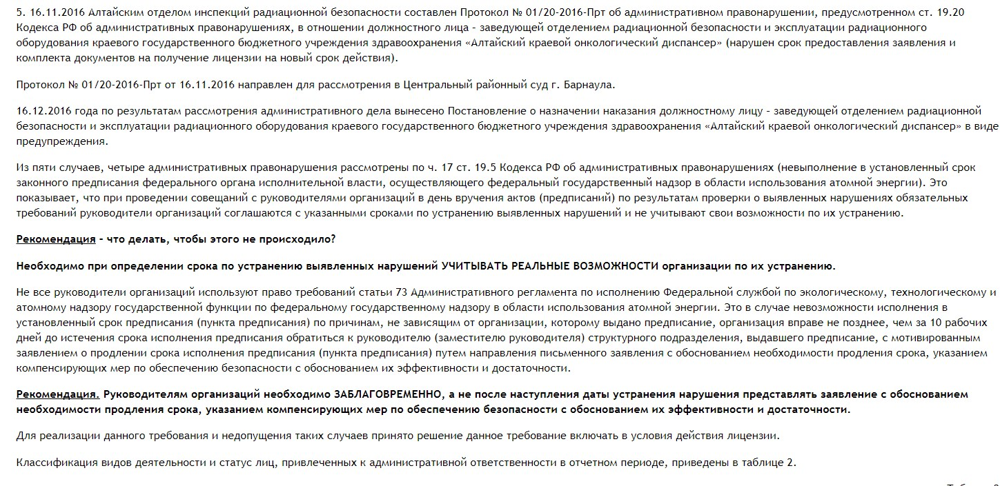 5. 16.11.2016 Алтайским отделом инспекций радиационной безопасности составлен Протокол № 01/20-2016-Прт об административном правонарушении, предусмотренном ст. 19.20
Кодекса РФ об административных правонарушениях, в отношении должностного лица – заведующей отделением радиационной безопасности и эксплуатации радиационного
оборудования краевого государственного бюджетного учреждения здравоохранения «Алтайский краевой онкологический диспансер» (нарушен срок предоставления заявления и
комплекта документов на получение лицензии на новый срок действия).
Протокол № 01/20-2016-Прт от 16.11.2016 направлен для рассмотрения в Центральный районный суд г. Барнаула.
16.12.2016 года по результатам рассмотрения административного дела вынесено Постановление о назначении наказания должностному лицу – заведующей отделением радиационной
безопасности и эксплуатации радиационного оборудования краевого государственного бюджетного учреждения здравоохранения «Алтайский краевой онкологический диспансер» в виде
предупреждения.
Из пяти случаев, четыре административных правонарушения рассмотрены по ч. 17 ст. 19.5 Кодекса РФ об административных правонарушениях (невыполнение в установленный срок
законного предписания федерального органа исполнительной власти, осуществляющего федеральный государственный надзор в области использования атомной энергии). Это
показывает, что при проведении совещаний с руководителями организаций в день вручения актов (предписаний) по результатам проверки о выявленных нарушениях обязательных
требований руководители организаций соглашаются с указанными сроками по устранению выявленных нарушений и не учитывают свои возможности по их устранению.
Рекомендация – что делать, чтобы этого не происходило?
Необходимо при определении срока по устранению выявленных нарушений УЧИТЫВАТЬ РЕАЛЬНЫЕ ВОЗМОЖНОСТИ организации по их устранению.
Не все руководители организаций используют право требований статьи 73 Административного регламента по исполнению Федеральной службой по экологическому, технологическому и
атомному надзору государственной функции по федеральному государственному надзору в области использования атомной энергии. Это в случае невозможности исполнения в
установленный срок предписания (пункта предписания) по причинам, не зависящим от организации, которому выдано предписание, организация вправе не позднее, чем за 10 рабочих
дней до истечения срока исполнения предписания обратиться к руководителю (заместителю руководителя) структурного подразделения, выдавшего предписание, с мотивированным
заявлением о продлении срока исполнения предписания (пункта предписания) путем направления письменного заявления с обоснованием необходимости продления срока, указанием
компенсирующих мер по обеспечению безопасности с обоснованием их эффективности и достаточности.
Рекомендация. Руководителям организаций необходимо ЗАБЛАГОВРЕМЕННО, а не после наступления даты устранения нарушения представлять заявление с обоснованием
необходимости продления срока, указанием компенсирующих мер по обеспечению безопасности с обоснованием их эффективности и достаточности.
Для реализации данного требования и недопущения таких случаев принято решение данное требование включать в условия действия лицензии.
Классификация видов деятельности и статус лиц, привлеченных к административной ответственности в отчетном периоде, приведены в таблице 2.